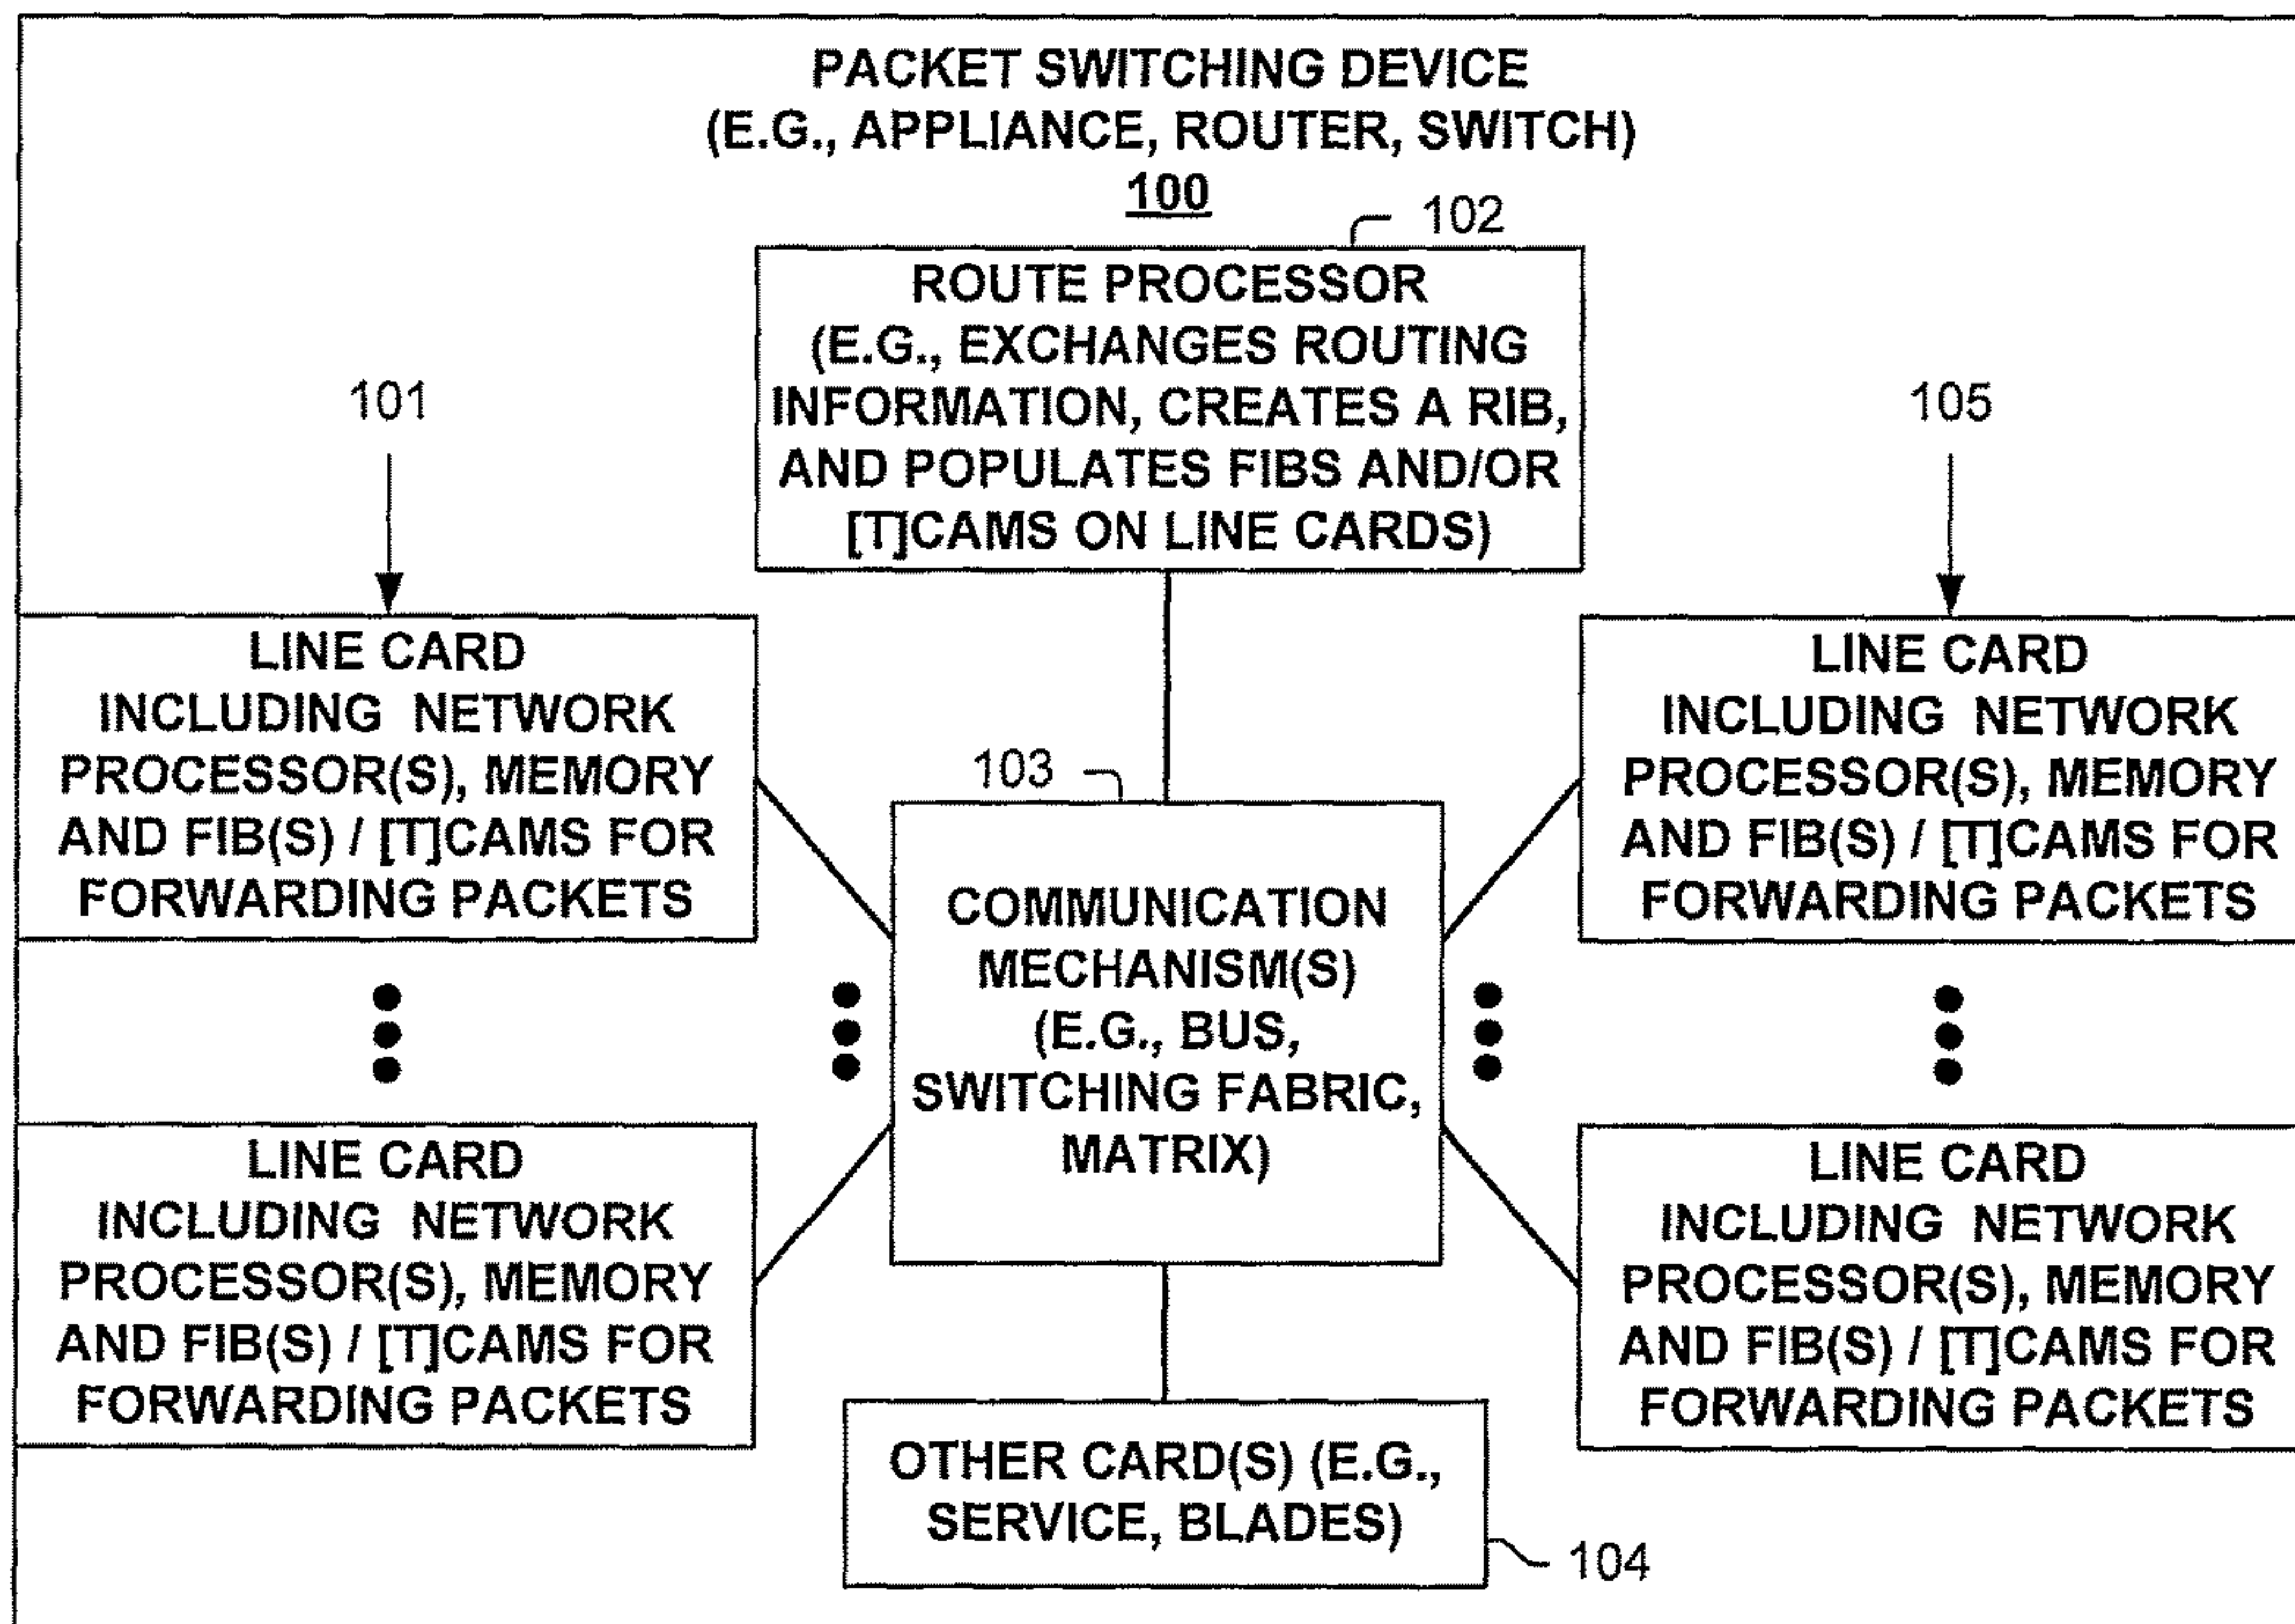 PACKET SWITCHING DEVICE
(E.G., APPLIANCE, ROUTER, SWITCH)
100
102
ROUTE PROCESSOR
(E.G., EXCHANGES ROUTING
INFORMATION, CREATES A RIB,
AND POPULATES FIBS AND/OR
[T]CAMS ON LINE CARDS)
101
105
LINE CARD
INCLUDING NETWORK
PROCESSOR(S), MEMORY
AND FIB(S) / [T]CAMS FOR
FORWARDING PACKETS
LINE CARD
INCLUDING NETWORK
PROCESSOR(S), MEMORY
AND FIB(S) / [T]CAMS FOR
FORWARDING PACKETS
103
COMMUNICATION
MECHANISM(S)
(E.G., BUS,
SWITCHING FABRIC,
MATRIX)
LINE CARD
INCLUDING NETWORK
PROCESSOR(S), MEMORY
AND FIB(S) / [T]CAMS FOR
FORWARDING PACKETS
LINE CARD
INCLUDING NETWORK
PROCESSOR(S), MEMORY
AND FIB(S) / [T]CAMS FOR
FORWARDING PACKETS
OTHER CARD(S) (E.G.,
SERVICE, BLADES)
104